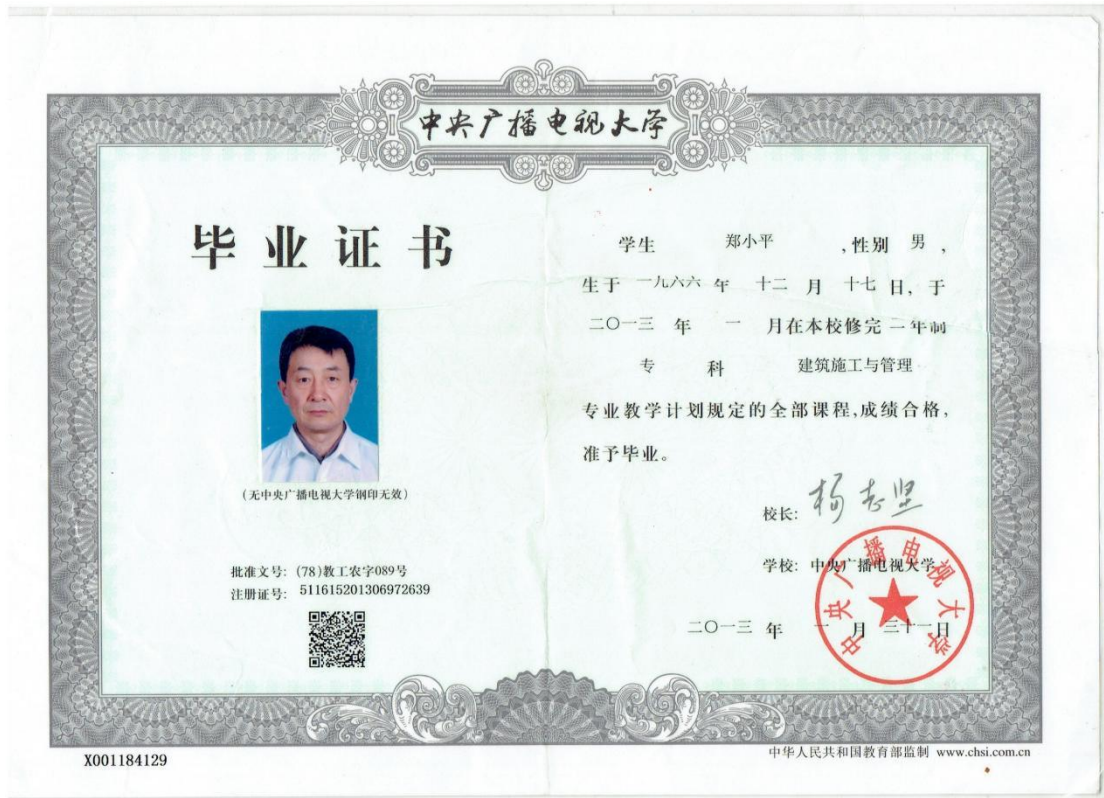 中央广播电视大学
毕业证书
(无中央广播电视大学钢印无效)
批准文号: (78)教工农字089号
注册证号: 511615201306972639
X001184129
学生 郑小平 ,性别 男 ,
生于 一九六六 年 十二 月 十七 日, 于
二〇一三 年 一 月在本校修完 二 年制
专 科 建筑施工与管理
专业教学计划规定的全部课程,成绩合格,
准予毕业。
校长: 杨志坚
学校: 中央广播电视大学
二〇一三 年 一 月 三十一日
中央广播电视大学
中华人民共和国教育部监制 www.chsi.com.cn